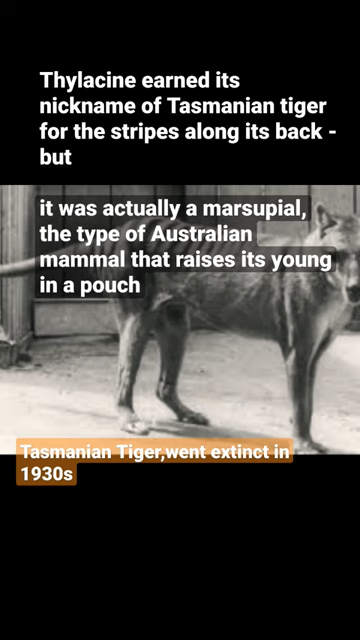 Thylacine earned its
nickname of Tasmanian tiger
for the stripes along its back -
but
it was actually a marsupial,
the type of Australian
mammal that raises its young
in a pouch
Tasmanian Tiger,went extinct in
1930s